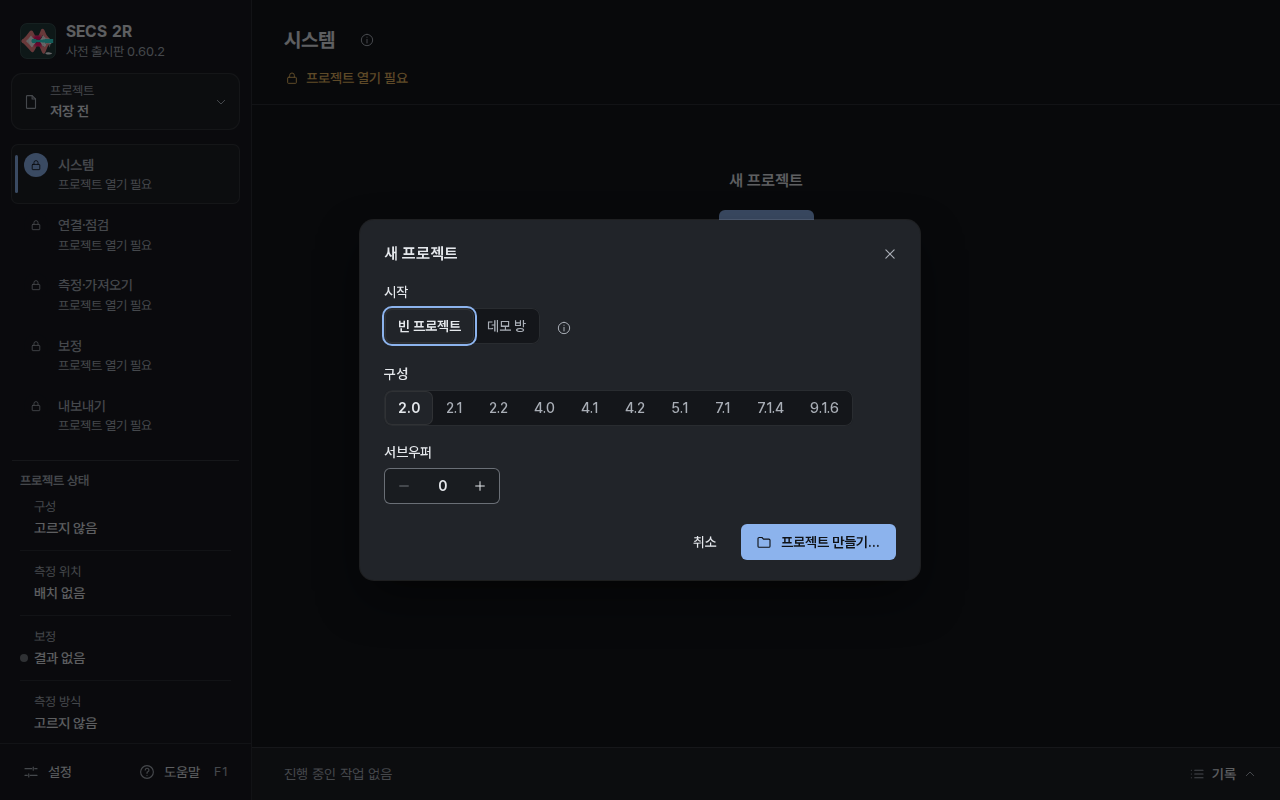 SECS 2R
사전 출시판 0.60.2
프로젝트
저장 전
시스템
프로젝트 열기 필요
연결·점검
프로젝트 열기 필요
측정·가져오기
프로젝트 열기 필요
보정
프로젝트 열기 필요
내보내기
프로젝트 열기 필요
프로젝트 상태
구성
고르지 않음
측정 위치
배치 없음
보정
결과 없음
측정 방식
고르지 않음
설정
도움말 F1
시스템
프로젝트 열기 필요
새 프로젝트
새 프로젝트
시작
빈 프로젝트 데모 방
구성
2.0 2.1 2.2 4.0 4.1 4.2 5.1 7.1 7.1.4 9.1.6
서브우퍼
− 0 +
취소 프로젝트 만들기...
진행 중인 작업 없음
기록